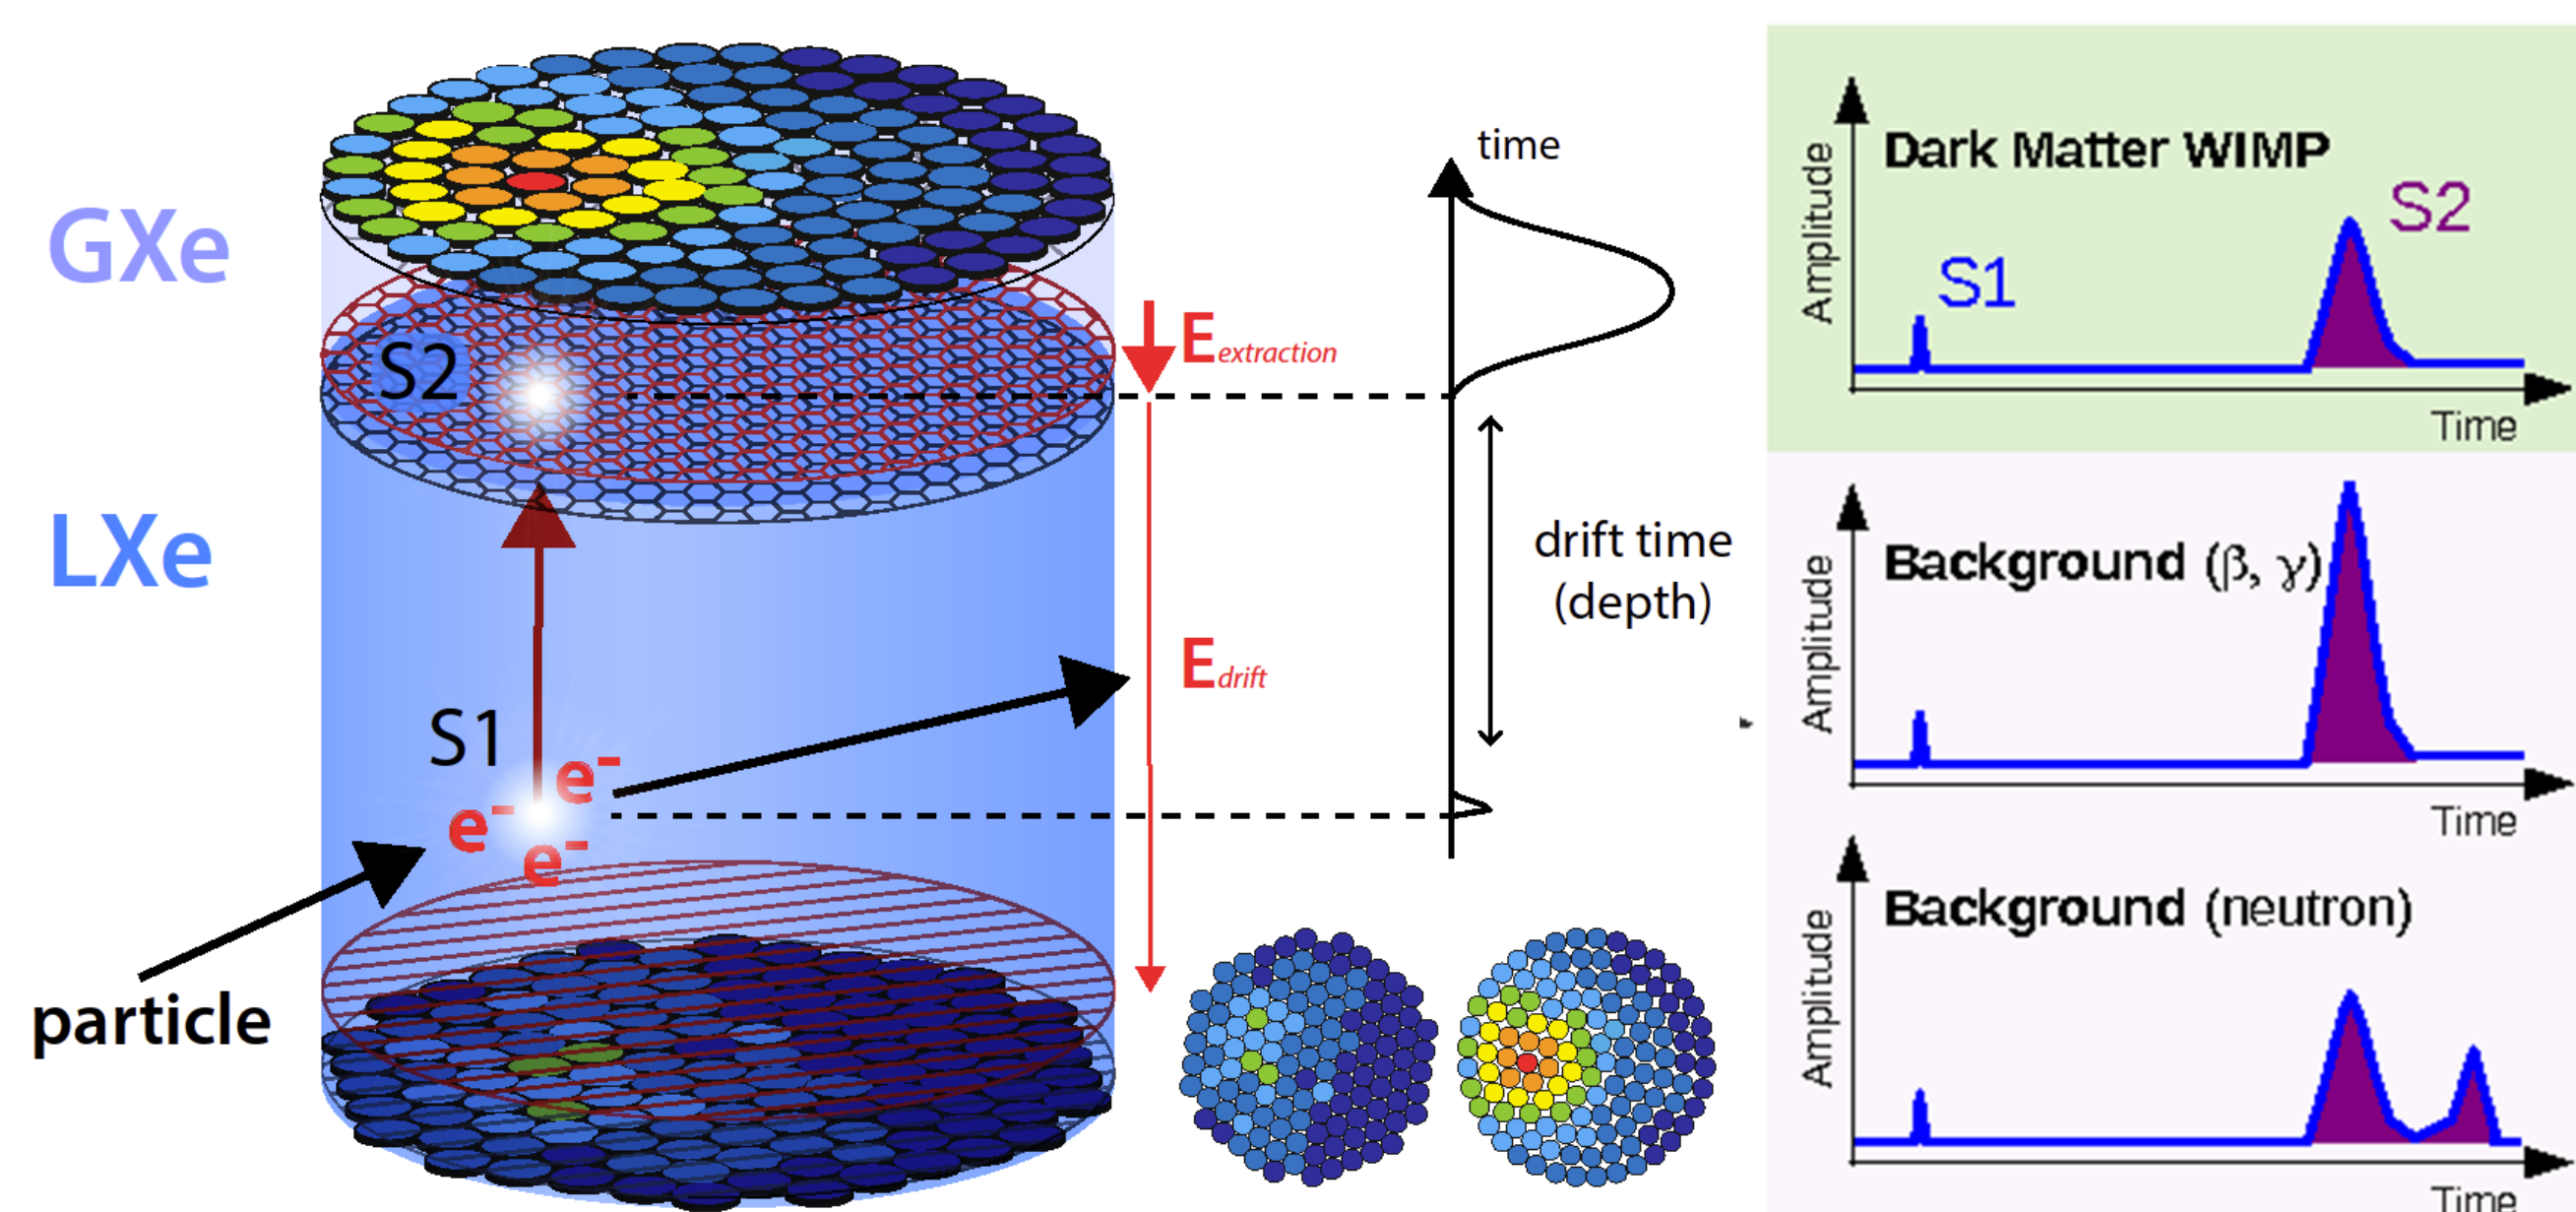 GXe
LXe
S2
S1
e-
e-
e-
particle
E extraction
E drift
time
drift time
(depth)
Amplitude
Dark Matter WIMP
S1
S2
Time
Amplitude
Background (β, γ)
Time
Amplitude
Background (neutron)
Time